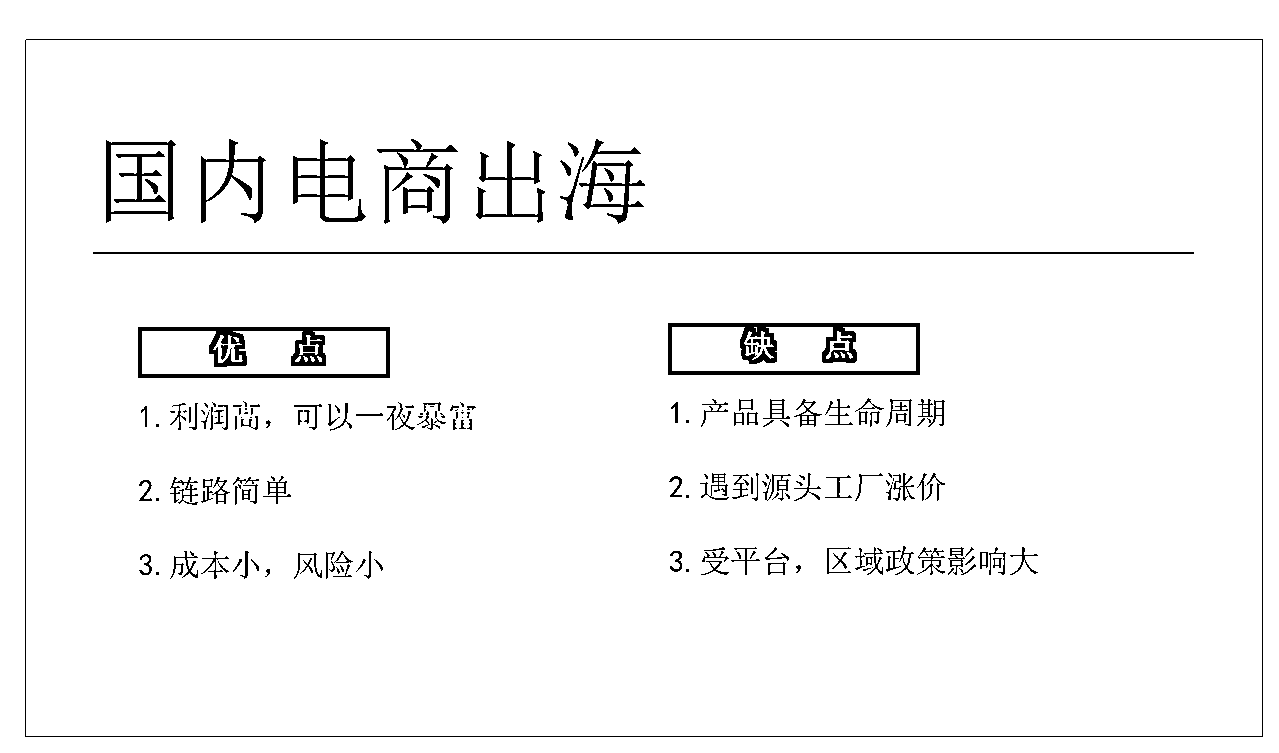 国内电商出海
优 点
1.利润高，可以一夜暴富
2.链路简单
3.成本小，风险小
缺 点
1.产品具备生命周期
2.遇到源头工厂涨价
3.受平台，区域政策影响大